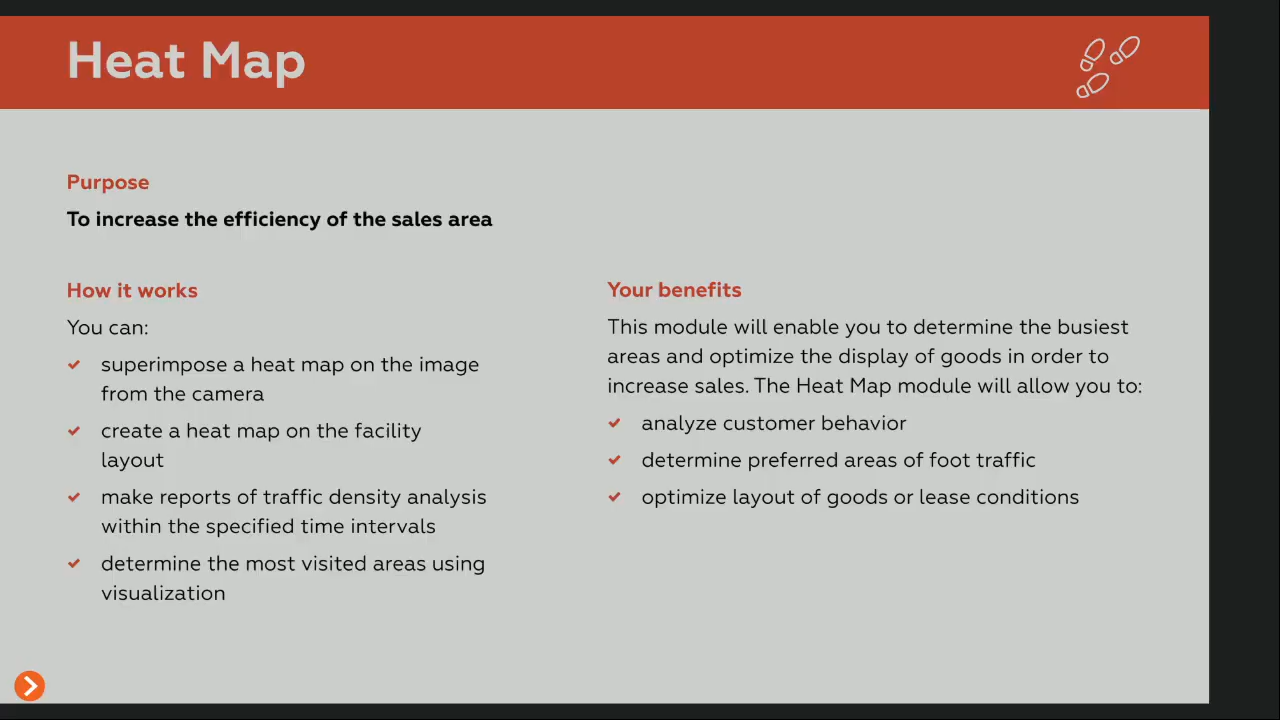 Heat Map
Purpose
To increase the efficiency of the sales area
How it works
You can:
superimpose a heat map on the image
from the camera
create a heat map on the facility
layout
make reports of traffic density analysis
within the specified time intervals
determine the most visited areas using
visualization
Your benefits
This module will enable you to determine the busiest
areas and optimize the display of goods in order to
increase sales. The Heat Map module will allow you to:
analyze customer behavior
determine preferred areas of foot traffic
optimize layout of goods or lease conditions